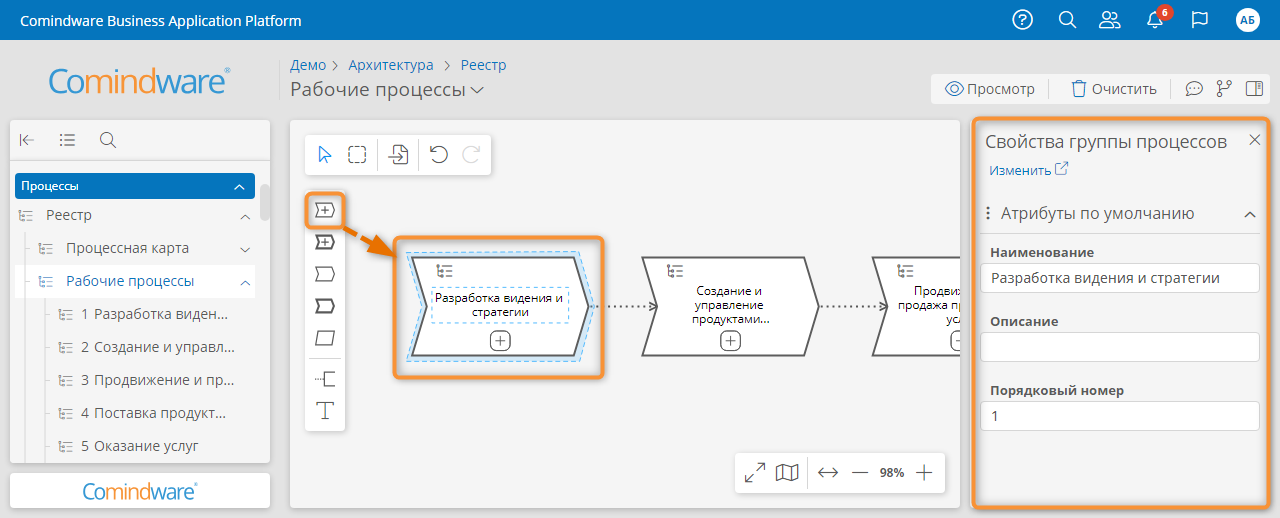 Comindware Business Application Platform
6
АБ
Comindware®
Демо > Архитектура > Реестр
Рабочие процессы
Просмотр
Очистить
Процессы
Реестр
Процессная карта
Рабочие процессы
1 Разработка виден...
2 Создание и управл...
3 Продвижение и пр...
4 Поставка продукт...
5 Оказание услуг
Comindware®
T
Разработка видения и
стратегии
Создание и
управление
продуктами...
98%
Свойства группы процессов
Изменить
Атрибуты по умолчанию
Наименование
Разработка видения и стратегии
Описание
Порядковый номер
1